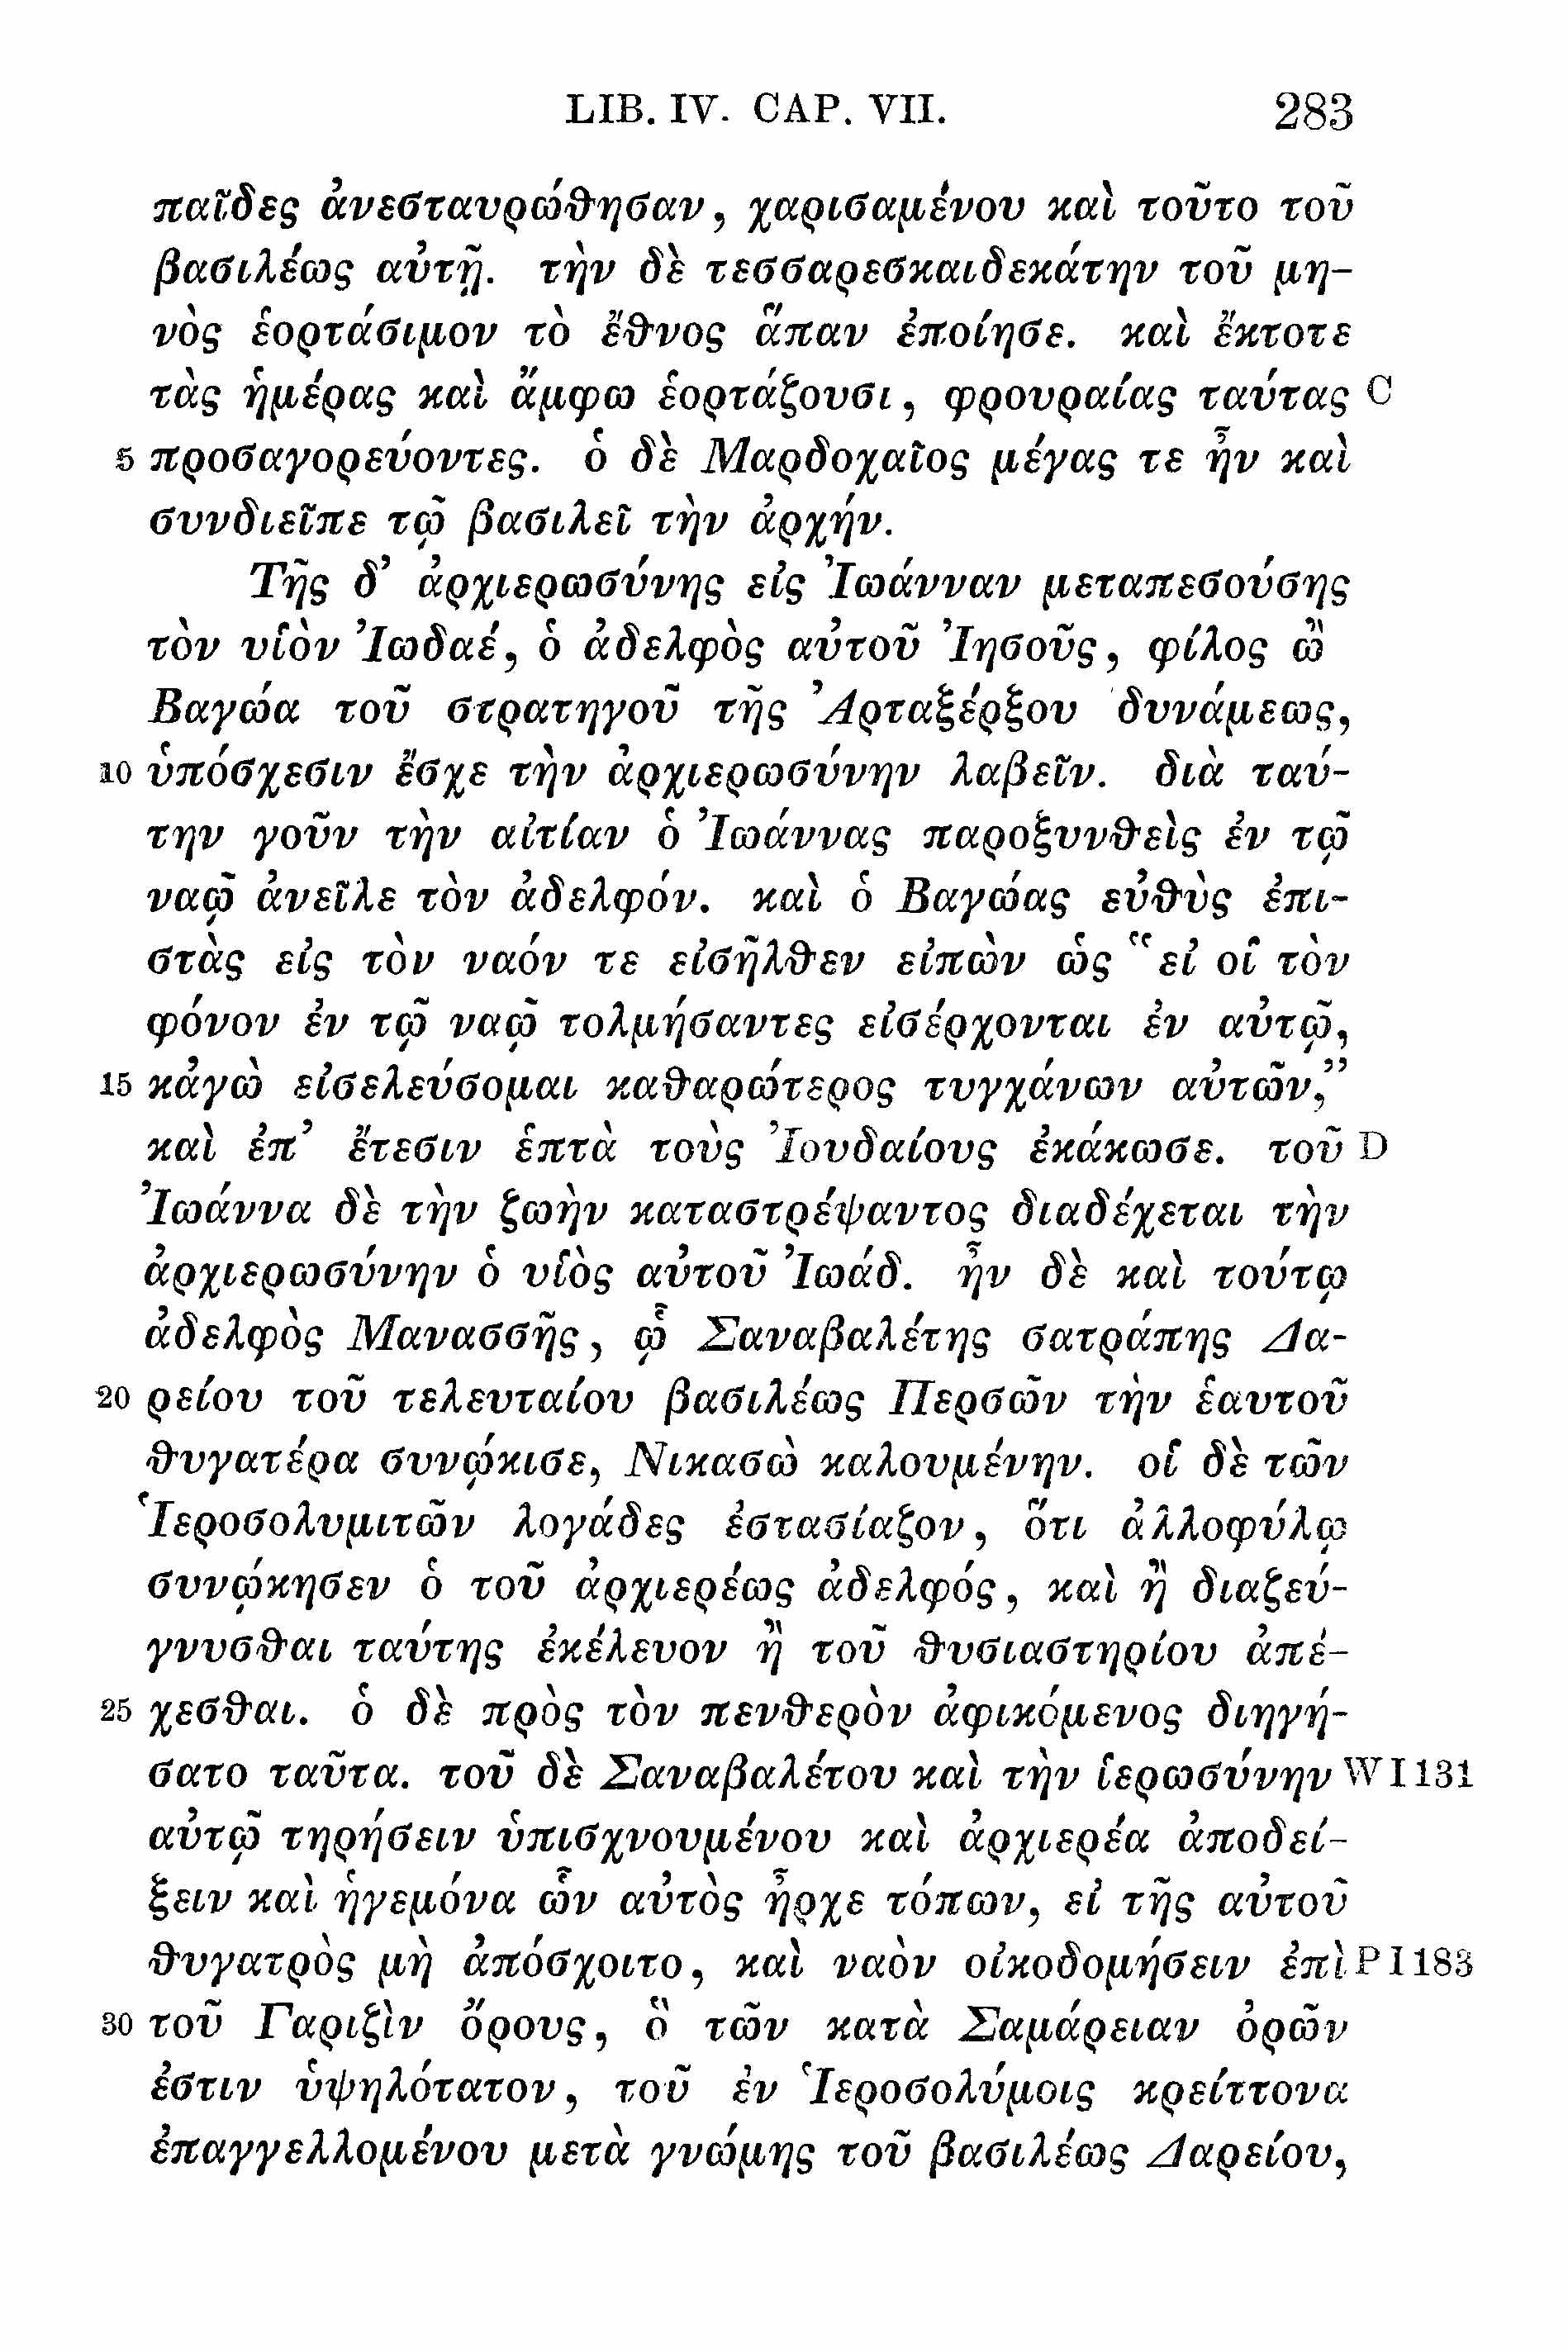 LIB. IV. CAP. VII. 283
παῖδες ἀνεσταυρώθησαν, χαρισαμένου καὶ τοῦτο τοῦ
βασιλέως αὐτῇ. τὴν δὲ τεσσαρεσκαιδεκάτην τοῦ μη-
νὸς ἑορτάσιμον τὸ ἔθνος ἅπαν ἐποίησε. καὶ ἔκτοτε
τὰς ἡμέρας καὶ ἄμφω ἑορτάζουσι, φρουραίας ταύτας C
5 προσαγορεύοντες. ὁ δὲ Μαρδοχαῖος μέγας τε ἦν καὶ
συνδιεῖπε τῷ βασιλεῖ τὴν ἀρχήν.
Τῆς δ’ ἀρχιερωσύνης εἰς Ἰωάνναν μεταπεσούσης
τὸν υἱὸν Ἰωδαέ, ὁ ἀδελφὸς αὐτοῦ Ἰησοῦς, φίλος ὢ
Βαγώα τοῦ στρατηγοῦ τῆς Ἀρταξέρξου δυνάμεως,
10 ὑπόσχεσιν ἔσχε τὴν ἀρχιερωσύνην λαβεῖν. διὰ ταύ-
την γοῦν τὴν αἰτίαν ὁ Ἰωάννας παροξυνθεὶς ἐν τῷ
ναῷ ἀνεῖλε τὸν ἀδελφόν. καὶ ὁ Βαγώας εὐθὺς ἐπι-
στὰς εἰς τὸν ναόν τε εἰσῆλθεν εἰπὼν ὡς “εἰ οἱ τὸν
φόνον ἐν τῷ ναῷ τολμήσαντες εἰσέρχονται ἐν αὐτῷ,
15 κἀγὼ εἰσελεύσομαι καθαρώτερος τυγχάνων αὐτῶν,”
καὶ ἐπ’ ἔτεσιν ἑπτὰ τοὺς Ἰουδαίους ἐκάκωσε. τοῦ D
Ἰωάννα δὲ τὴν ζωὴν καταστρέψαντος διαδέχεται τὴν
ἀρχιερωσύνην ὁ υἱὸς αὐτοῦ Ἰωάδ. ἦν δὲ καὶ τούτῳ
ἀδελφὸς Μανασσῆς, ᾧ Σαναβαλέτης σατράπης Δα-
20 ρείου τοῦ τελευταίου βασιλέως Περσῶν τὴν ἑαυτοῦ
θυγατέρα συνῴκισε, Νικασὼ καλουμένην. οἱ δὲ τῶν
Ἱεροσολυμιτῶν λογάδες ἐστασίαζον, ὅτι ἀλλοφύλῳ
συνῴκησεν ὁ τοῦ ἀρχιερέως ἀδελφός, καὶ ἢ διαζεύ-
γνυσθαι ταύτης ἐκέλευον ἢ τοῦ θυσιαστηρίου ἀπέ-
25 χεσθαι. ὁ δὲ πρὸς τὸν πενθερὸν ἀφικόμενος διηγή-
σατο ταῦτα. τοῦ δὲ Σαναβαλέτου καὶ τὴν ἱερωσύνην W I 131
αὐτῷ τηρήσειν ὑπισχνουμένου καὶ ἀρχιερέα ἀποδεί-
ξειν καὶ ἡγεμόνα ὧν αὐτὸς ἦρχε τόπων, εἰ τῆς αὐτοῦ
θυγατρὸς μὴ ἀπόσχοιτο, καὶ ναὸν οἰκοδομήσειν ἐπὶ P I 183
30 τοῦ Γαριζὶν ὄρους, ὃ τῶν κατὰ Σαμάρειαν ὀρῶν
ἐστιν ὑψηλότατον, τοῦ ἐν Ἱεροσολύμοις κρείττονα
ἐπαγγελλομένου μετὰ γνώμης τοῦ βασιλέως Δαρείου,